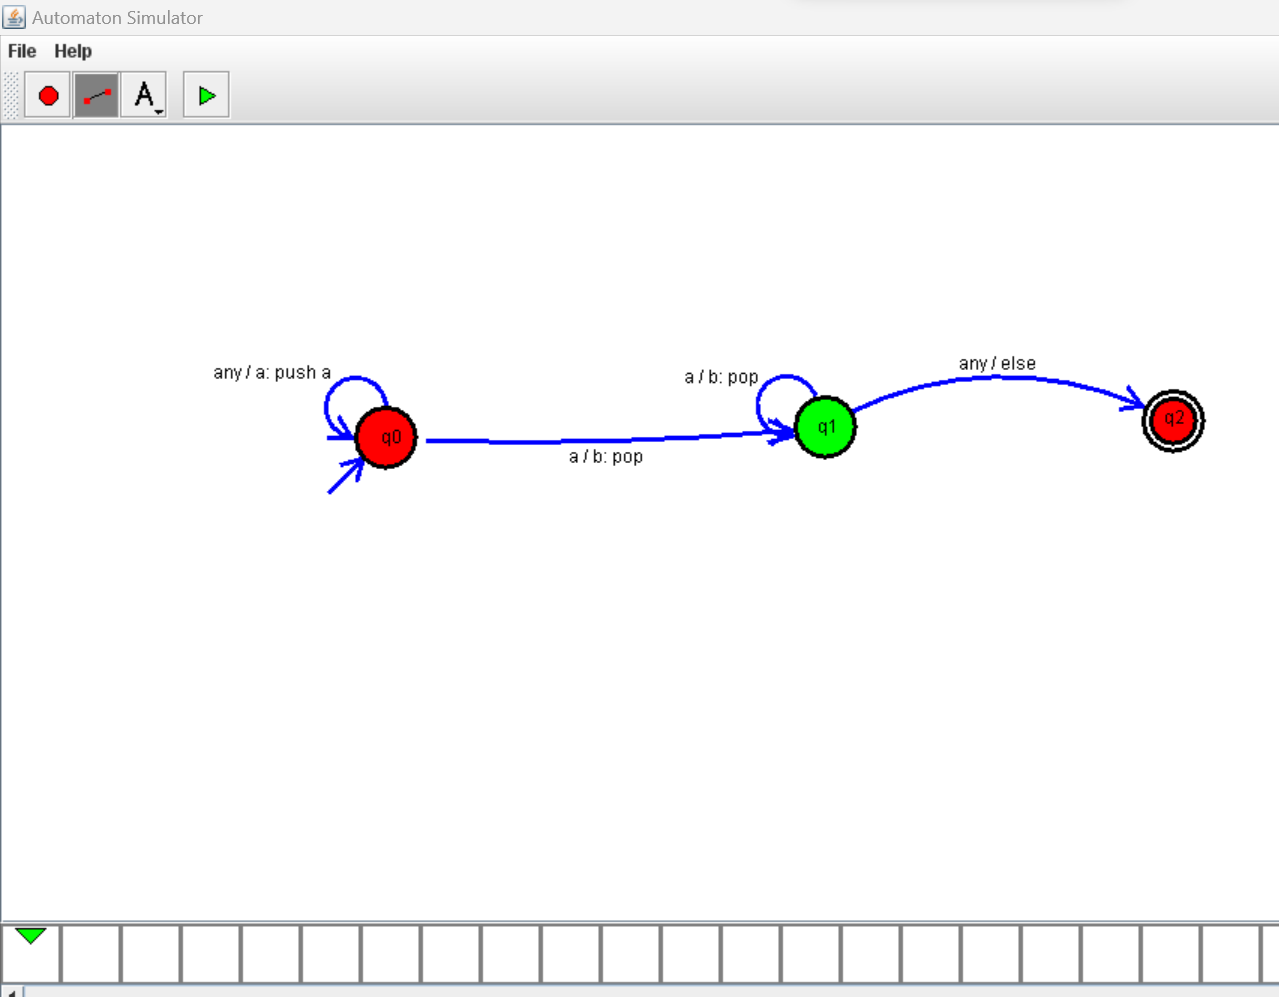 Automaton Simulator
File Help
A
any / else
any / a: push a
a / b: pop
q2
q1
q0
a / b: pop